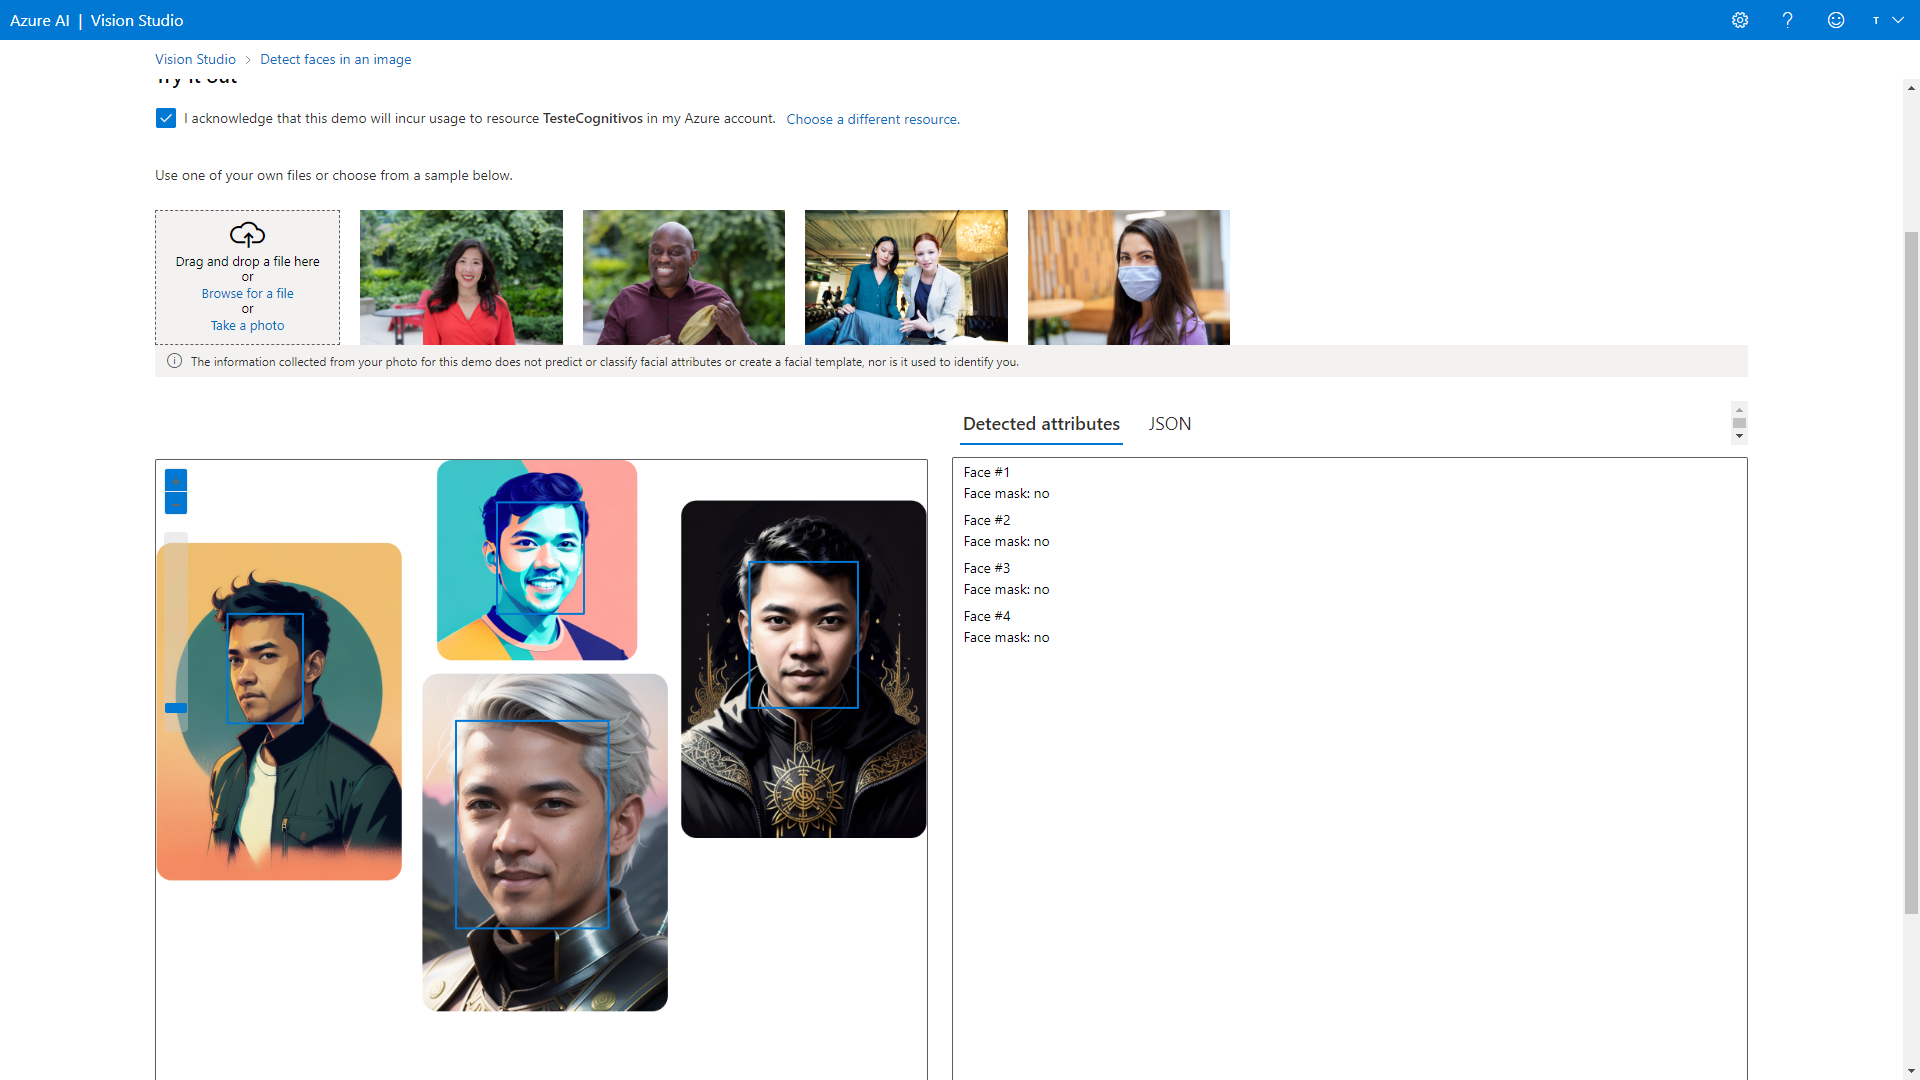 Azure AI | Vision Studio
T
Vision Studio > Detect faces in an image
Try it out
I acknowledge that this demo will incur usage to resource TesteCognitivos in my Azure account. Choose a different resource.
Use one of your own files or choose from a sample below.
Drag and drop a file here
or
Browse for a file
or
Take a photo
The information collected from your photo for this demo does not predict or classify facial attributes or create a facial template, nor is it used to identify you.
Detected attributes JSON
Face #1
Face mask: no
Face #2
Face mask: no
Face #3
Face mask: no
Face #4
Face mask: no